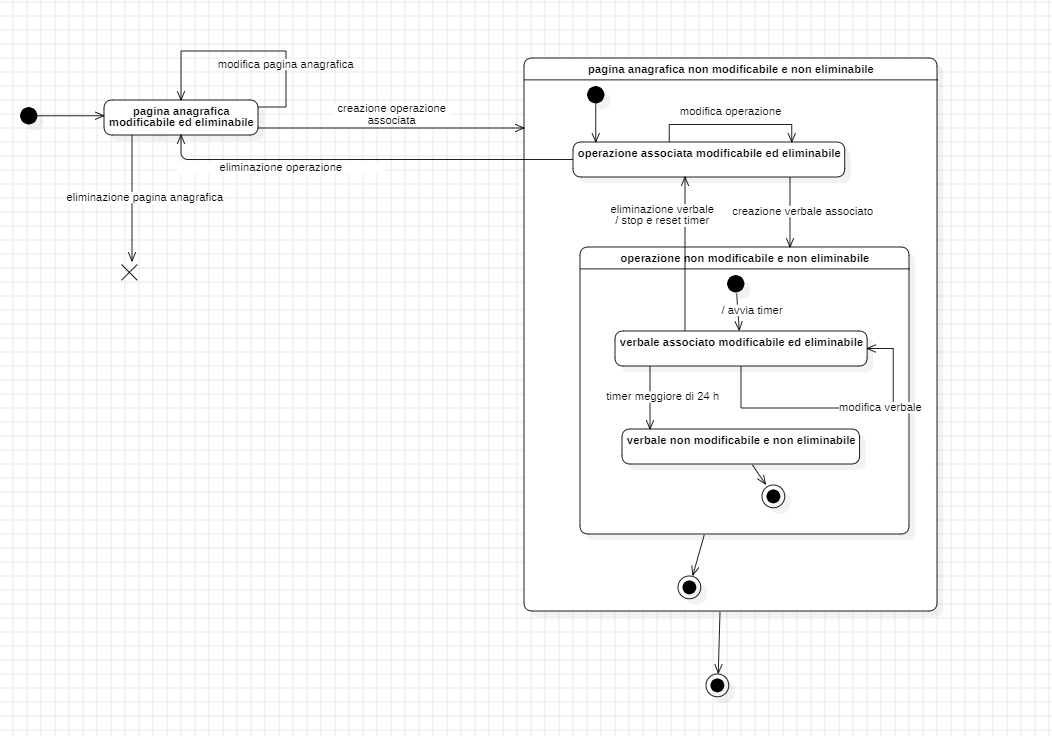 modifica pagina anagrafica
pagina anagrafica non modificabile e non eliminabile
pagina anagrafica
modificabile ed eliminabile
creazione operazione
associata
modifica operazione
operazione associata modificabile ed eliminabile
eliminazione operazione
eliminazione pagina anagrafica
eliminazione verbale
/ stop e reset timer
creazione verbale associato
operazione non modificabile e non eliminabile
/ avvia timer
verbale associato modificabile ed eliminabile
timer meggiore di 24 h
modifica verbale
verbale non modificabile e non eliminabile